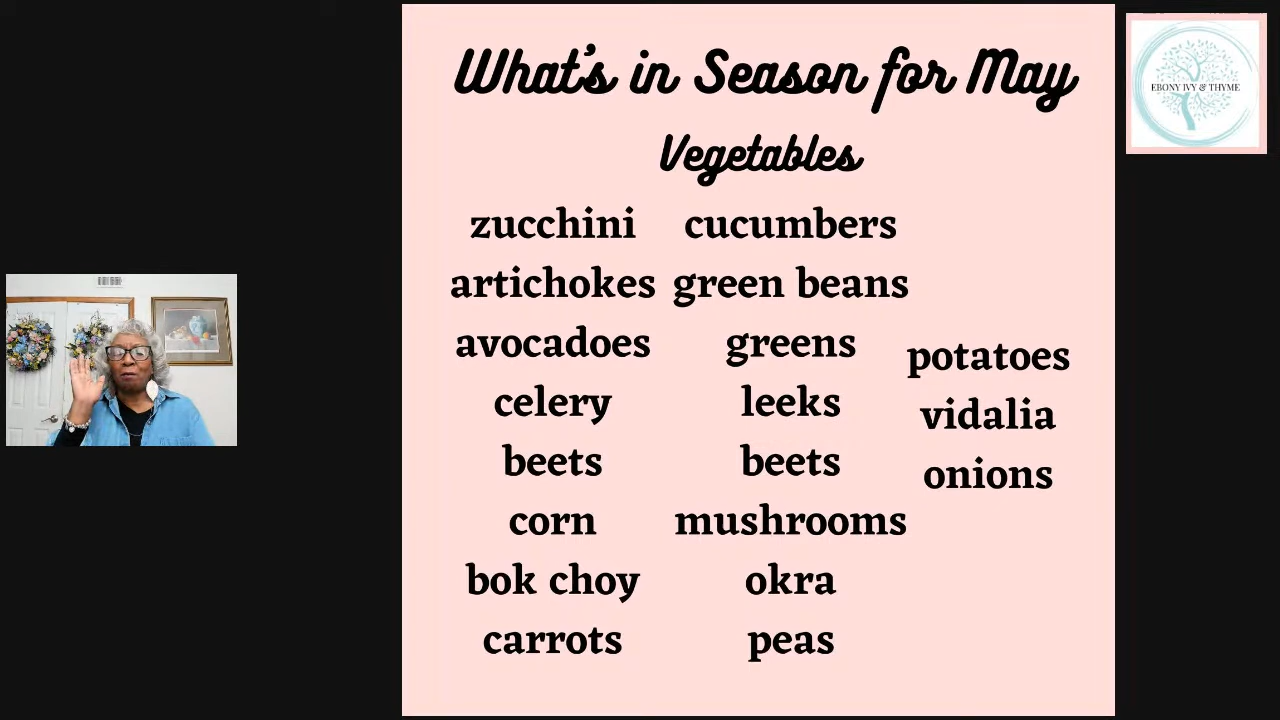 What's in Season for May
Vegetables
zucchini
artichokes
avocadoes
celery
beets
corn
bok choy
carrots
cucumbers
green beans
greens
leeks
beets
mushrooms
okra
peas
potatoes
vidalia
onions
EBONY IVY & THYME